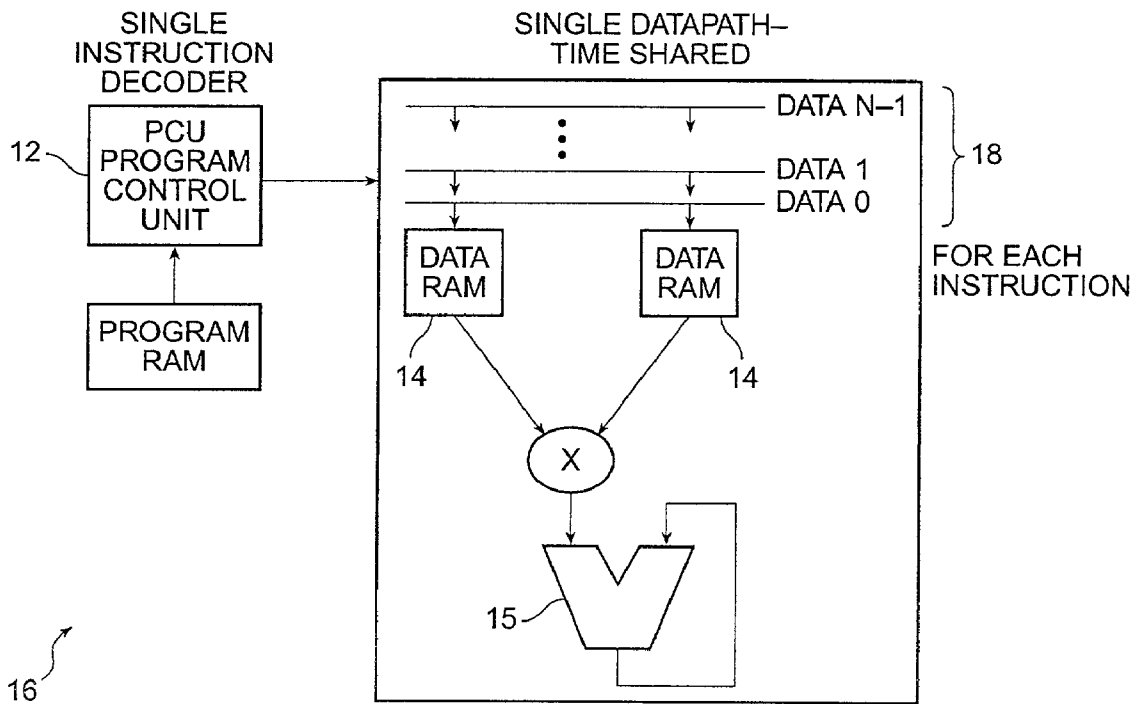 SINGLE
INSTRUCTION
DECODER
SINGLE DATAPATH–
TIME SHARED
12
PCU
PROGRAM
CONTROL
UNIT
PROGRAM
RAM
DATA N–1
DATA 1
DATA 0
18
FOR EACH
INSTRUCTION
DATA
RAM
DATA
RAM
14
14
X
15
16